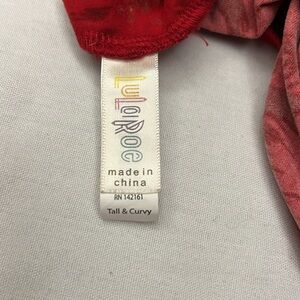 LuLaRoe
made in
china
RN 142161
Tall & Curvy